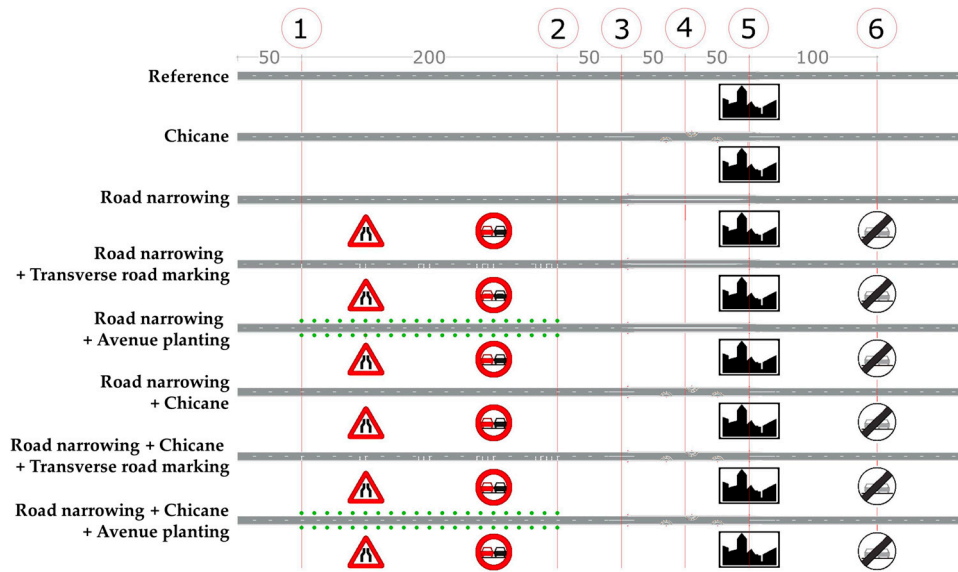 1 2 3 4 5 6
50 200 50 50 50 100
Reference
Chicane
Road narrowing
Road narrowing
+ Transverse road marking
Road narrowing
+ Avenue planting
Road narrowing
+ Chicane
Road narrowing + Chicane
+ Transverse road marking
Road narrowing + Chicane
+ Avenue planting